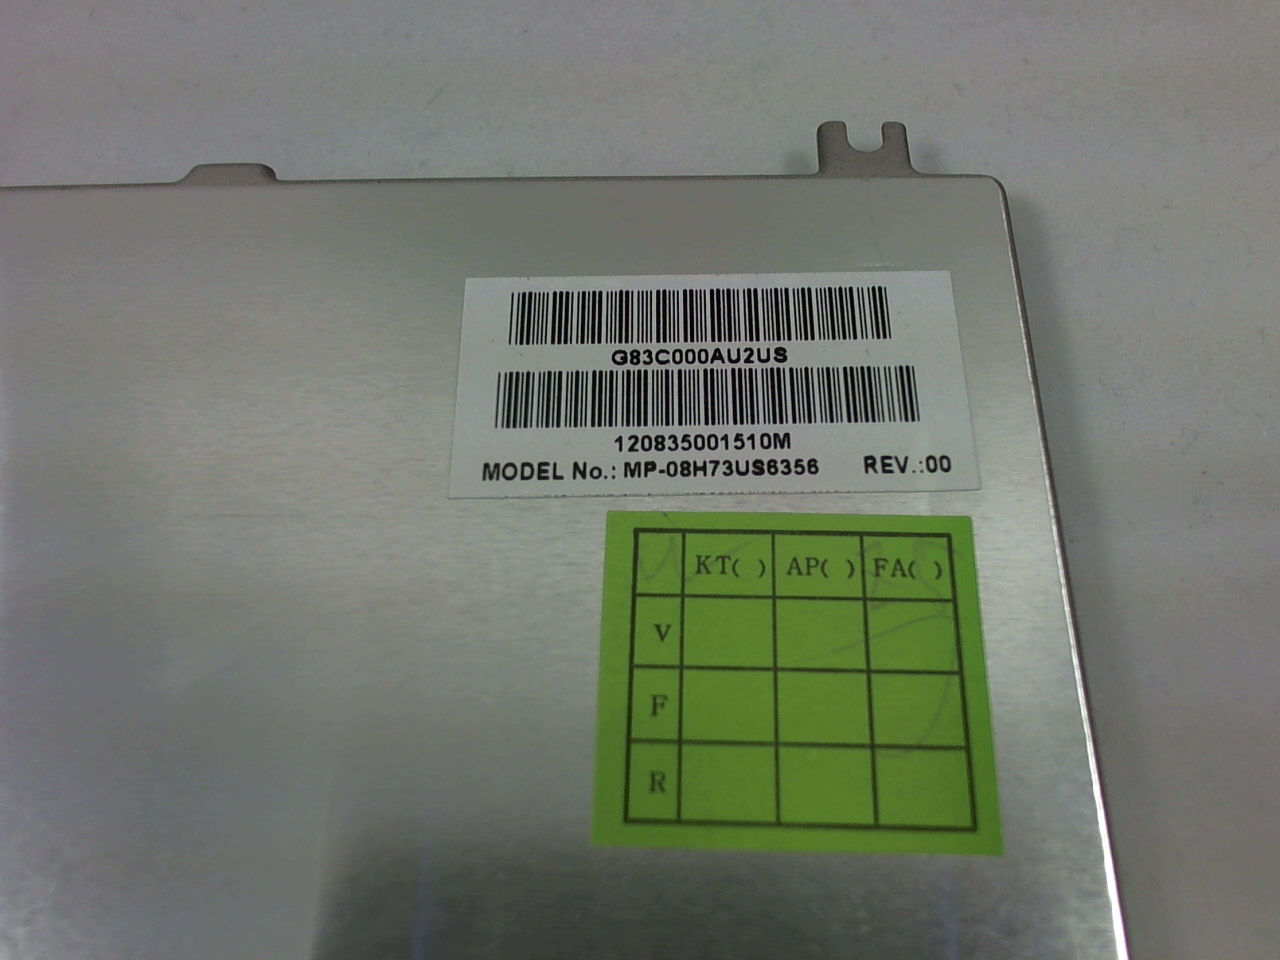 G83C000AU2US
120835001510M
MODEL No.: MP-08H73US6356 REV.:00
KT( ) AP( ) FA( )
V
F
R